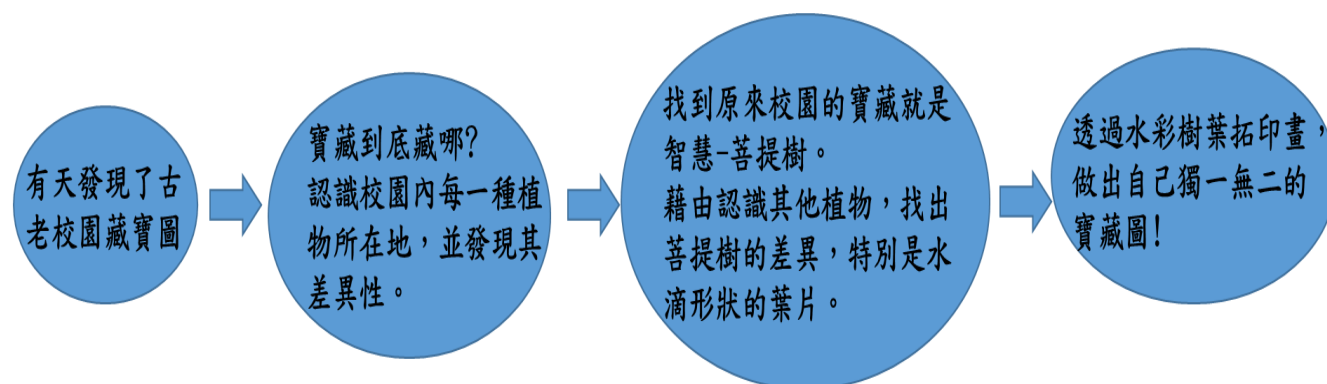 有天發現了古
老校園藏寶圖
寶藏到底藏哪?
認識校園內每一種植
物所在地，並發現其
差異性。
找到原來校園的寶藏就是
智慧-菩提樹。
藉由認識其他植物，找出
菩提樹的差異，特別是水
滴形狀的葉片。
透過水彩樹葉拓印畫，
做出自己獨一無二的
寶藏圖!